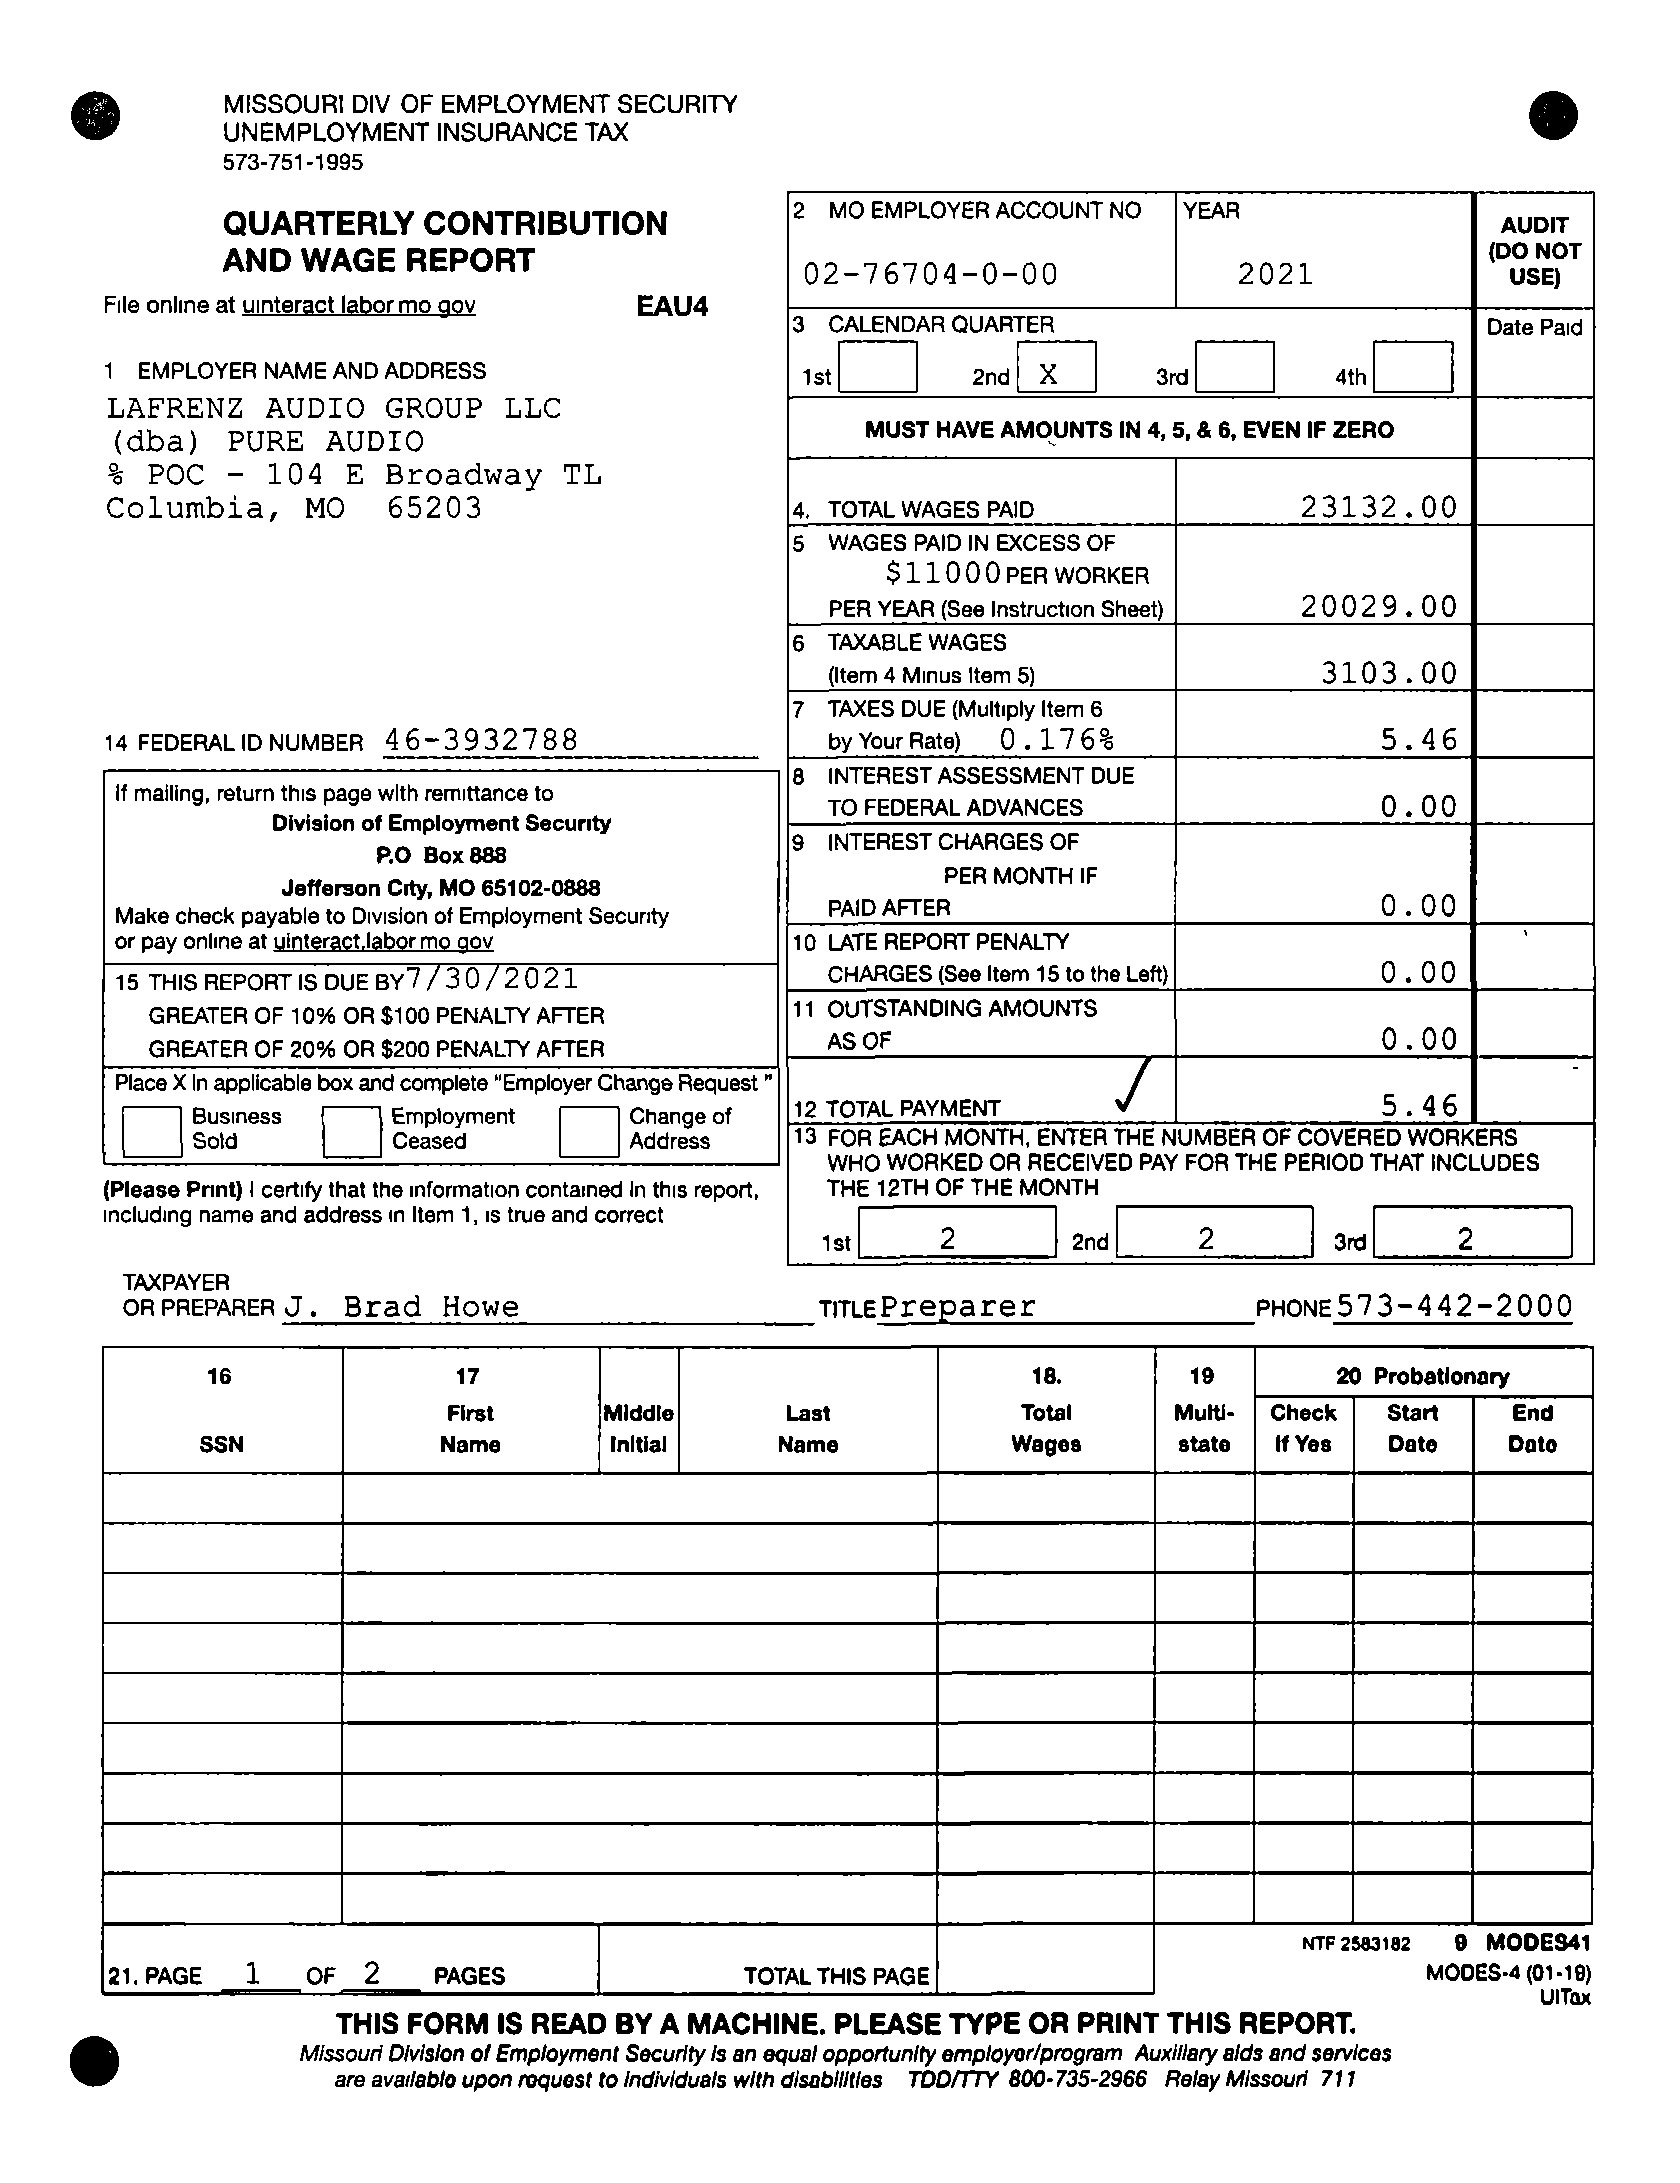 MISSOURI DIV OF EMPLOYMENT SECURITY
UNEMPLOYMENT INSURANCE TAX
573-751-1995
QUARTERLY CONTRIBUTION
AND WAGE REPORT
File online at uinteract labor mo gov EAU4
1 EMPLOYER NAME AND ADDRESS
LAFRENZ AUDIO GROUP LLC
(dba) PURE AUDIO
% POC - 104 E Broadway TL
Columbia, MO 65203
14 FEDERAL ID NUMBER 46-3932788
If mailing, return this page with remittance to
Division of Employment Security
P.O Box 888
Jefferson City, MO 65102-0888
Make check payable to Division of Employment Security
or pay online at uinteract.labor mo gov
15 THIS REPORT IS DUE BY 7/30/2021
GREATER OF 10% OR $100 PENALTY AFTER
GREATER OF 20% OR $200 PENALTY AFTER
Place X in applicable box and complete "Employer Change Request "
Business Sold
Employment Ceased
Change of Address
(Please Print) I certify that the information contained in this report,
including name and address in Item 1, is true and correct
2 MO EMPLOYER ACCOUNT NO YEAR
02-76704-0-00 2021
AUDIT
(DO NOT
USE)
3 CALENDAR QUARTER
Date Paid
1st 2nd X 3rd 4th
MUST HAVE AMOUNTS IN 4, 5, & 6, EVEN IF ZERO
4. TOTAL WAGES PAID 23132.00
5 WAGES PAID IN EXCESS OF
$11000 PER WORKER
PER YEAR (See Instruction Sheet) 20029.00
6 TAXABLE WAGES
(Item 4 Minus Item 5) 3103.00
7 TAXES DUE (Multiply Item 6
by Your Rate) 0.176% 5.46
8 INTEREST ASSESSMENT DUE
TO FEDERAL ADVANCES 0.00
9 INTEREST CHARGES OF
PER MONTH IF
PAID AFTER 0.00
10 LATE REPORT PENALTY
CHARGES (See Item 15 to the Left) 0.00
11 OUTSTANDING AMOUNTS
AS OF 0.00
12 TOTAL PAYMENT ✓ 5.46
13 FOR EACH MONTH, ENTER THE NUMBER OF COVERED WORKERS
WHO WORKED OR RECEIVED PAY FOR THE PERIOD THAT INCLUDES
THE 12TH OF THE MONTH
1st 2 2nd 2 3rd 2
TAXPAYER
OR PREPARER J. Brad Howe TITLE Preparer PHONE 573-442-2000
16 17 18. 19 20 Probationary
First Middle Last Total Multi- Check Start End
SSN Name Initial Name Wages state If Yes Date Date
NTF 2583182 9 MODES41
21. PAGE 1 OF 2 PAGES TOTAL THIS PAGE
MODES-4 (01-19)
UITax
THIS FORM IS READ BY A MACHINE. PLEASE TYPE OR PRINT THIS REPORT.
Missouri Division of Employment Security is an equal opportunity employer/program Auxiliary aids and services
are available upon request to individuals with disabilities TDD/TTY 800-735-2966 Relay Missouri 711